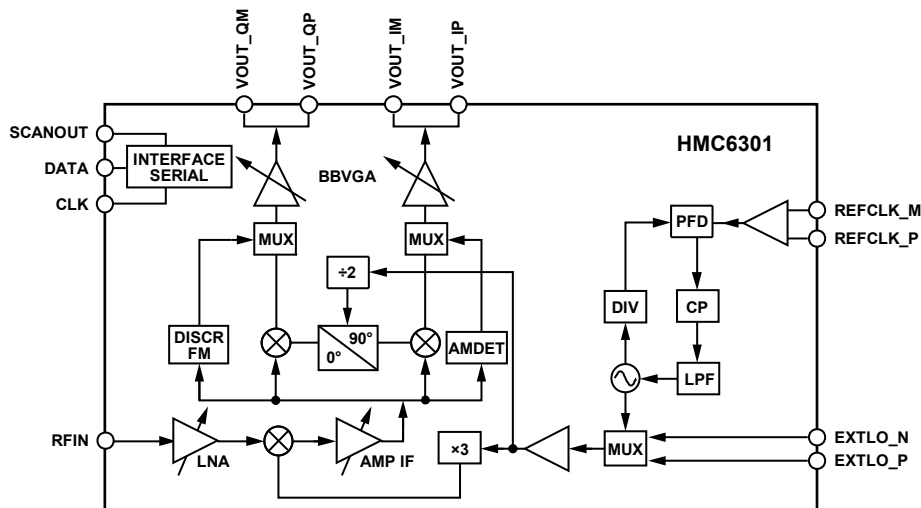 VOUT_QM
VOUT_QP
VOUT_IM
VOUT_IP
SCANOUT
DATA
CLK
INTERFACE
SERIAL
BBVGA
HMC6301
MUX
MUX
PFD
REFCLK_M
REFCLK_P
÷2
DIV
CP
DISCR
FM
90°
0°
AMDET
LPF
RFIN
LNA
AMP IF
×3
MUX
EXTLO_N
EXTLO_P